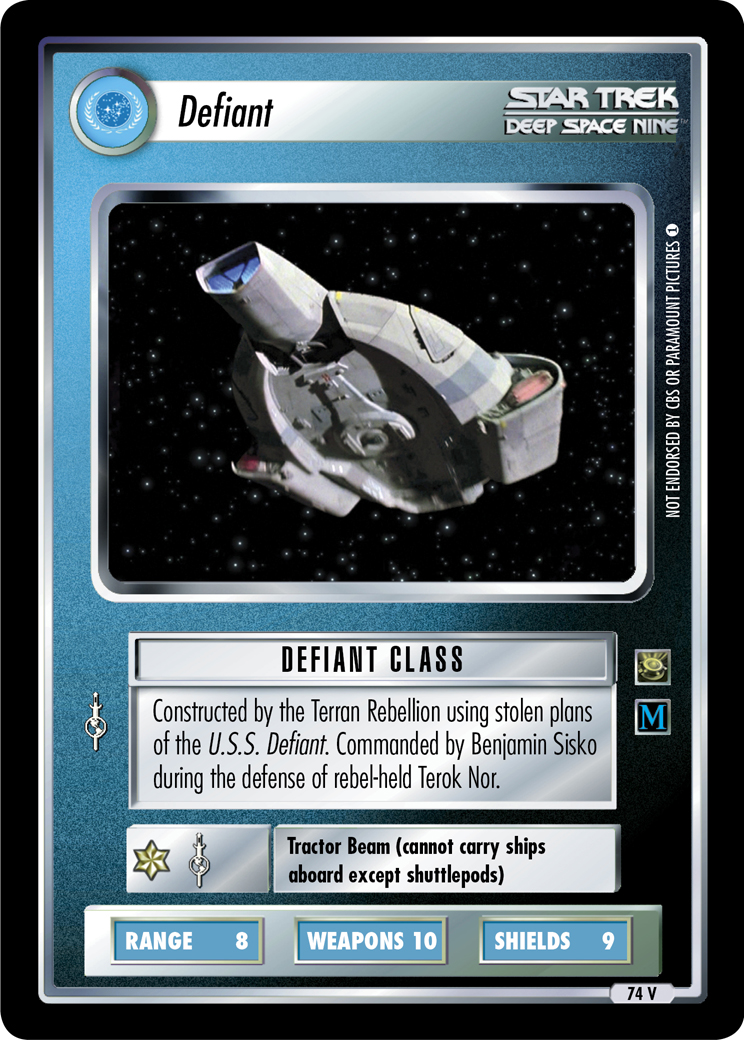 Defiant
STAR TREK
DEEP SPACE NINE™
NOT ENDORSED BY CBS OR PARAMOUNT PICTURES 1
DEFIANT CLASS
Constructed by the Terran Rebellion using stolen plans
of the U.S.S. Defiant. Commanded by Benjamin Sisko
during the defense of rebel-held Terok Nor.
M
Tractor Beam (cannot carry ships
aboard except shuttlepods)
RANGE 8 WEAPONS 10 SHIELDS 9
74 V